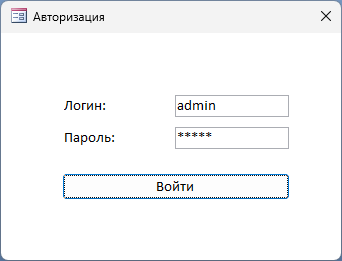 Авторизация
Логин: admin
Пароль: *****
Войти